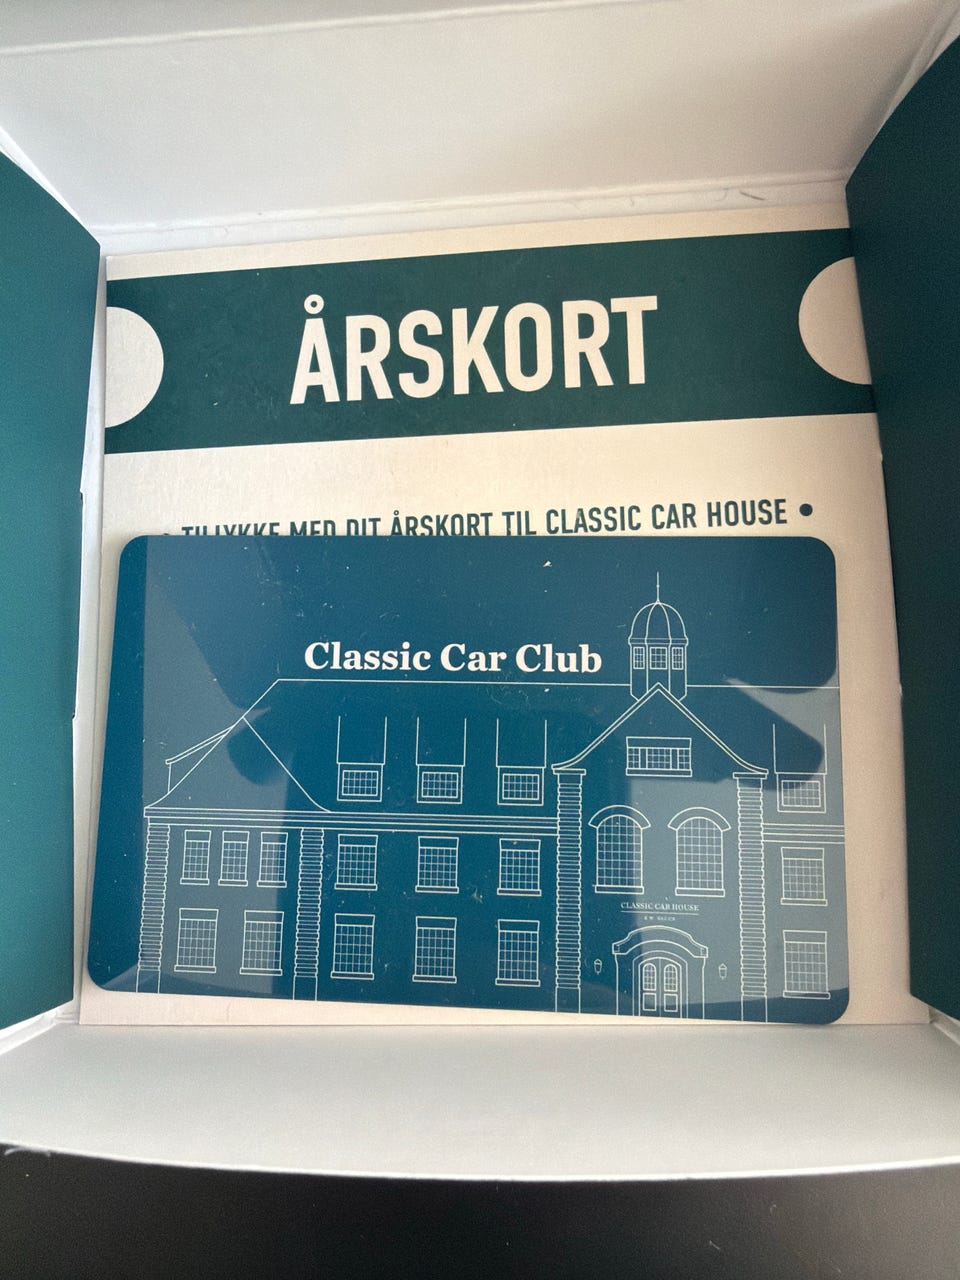 ÅRSKORT
• TILLYKKE MED DIT ÅRSKORT TIL CLASSIC CAR HOUSE •
Classic Car Club
CLASSIC CAR HOUSE